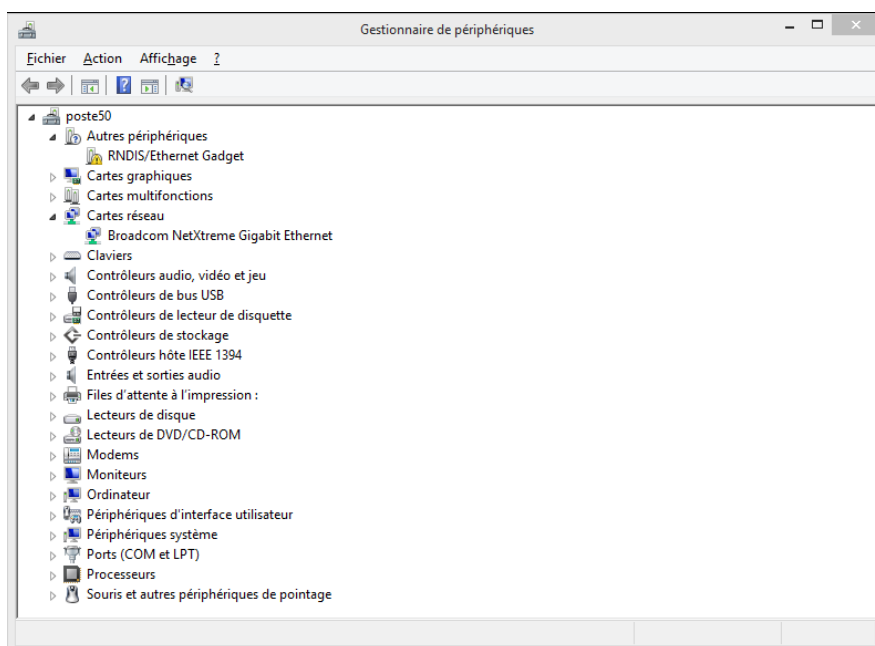 Gestionnaire de périphériques
Fichier Action Affichage ?
poste50
Autres périphériques
RNDIS/Ethernet Gadget
Cartes graphiques
Cartes multifonctions
Cartes réseau
Broadcom NetXtreme Gigabit Ethernet
Claviers
Contrôleurs audio, vidéo et jeu
Contrôleurs de bus USB
Contrôleurs de lecteur de disquette
Contrôleurs de stockage
Contrôleurs hôte IEEE 1394
Entrées et sorties audio
Files d'attente à l'impression :
Lecteurs de disque
Lecteurs de DVD/CD-ROM
Modems
Moniteurs
Ordinateur
Périphériques d'interface utilisateur
Périphériques système
Ports (COM et LPT)
Processeurs
Souris et autres périphériques de pointage